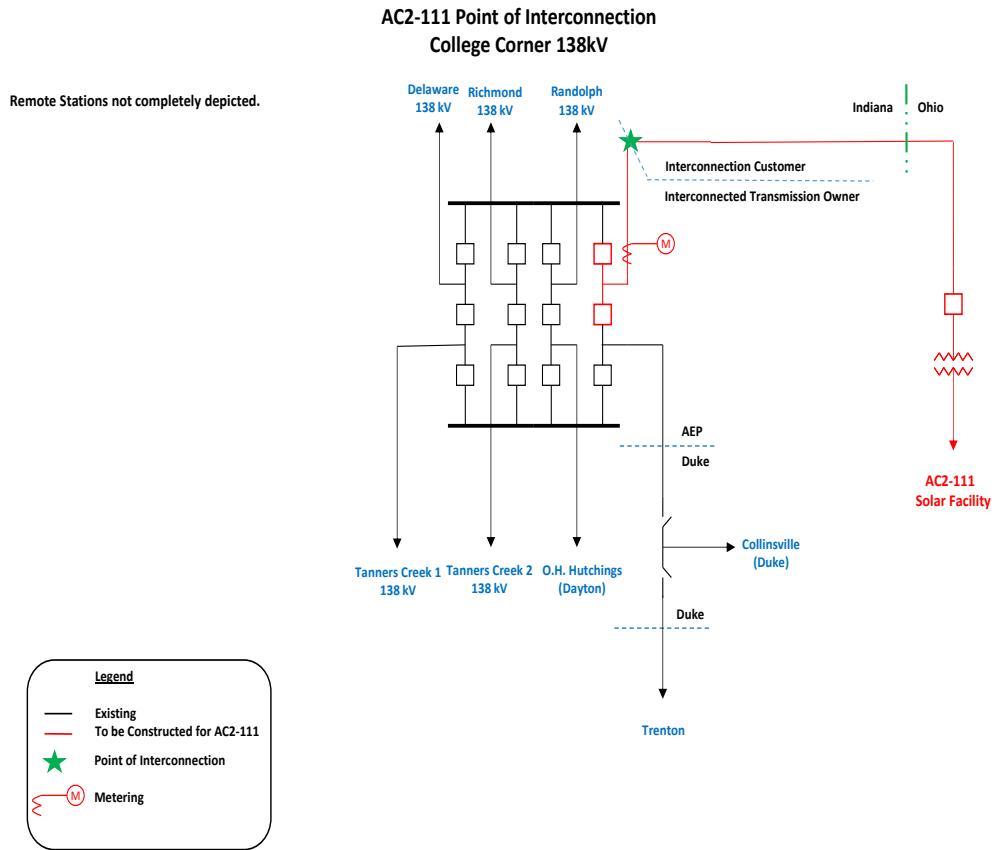 AC2-111 Point of Interconnection
College Corner 138kV
Remote Stations not completely depicted.
Delaware
138 kV
Richmond
138 kV
Randolph
138 kV
Indiana
Ohio
Interconnection Customer
Interconnected Transmission Owner
M
AEP
Duke
AC2-111
Solar Facility
Collinsville
(Duke)
Tanners Creek 1
138 kV
Tanners Creek 2
138 kV
O.H. Hutchings
(Dayton)
Duke
Trenton
Legend
Existing
To be Constructed for AC2-111
Point of Interconnection
M
Metering